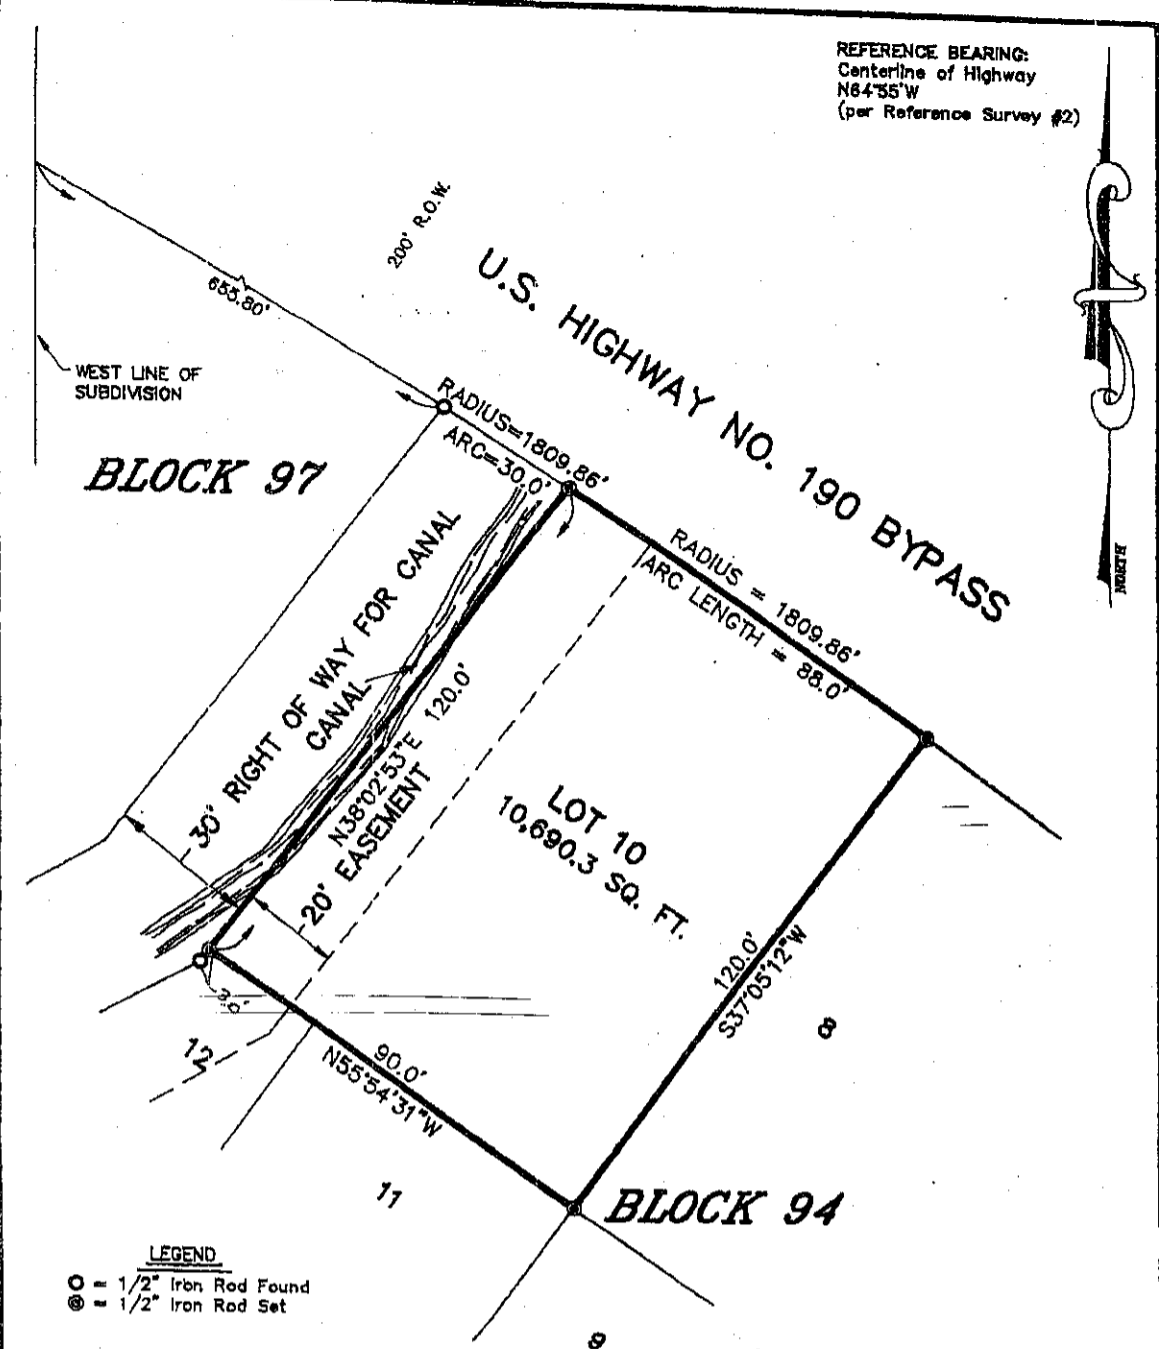 REFERENCE BEARING:
Centerline of Highway
N64°55'W
(per Reference Survey #2)
200' R.O.W.
U.S. HIGHWAY NO. 190 BYPASS
655.80'
WEST LINE OF
SUBDIVISION
RADIUS=1809.86'
ARC=30.0'
BLOCK 97
NORTH
RADIUS = 1809.86'
ARC LENGTH = 88.0'
30' RIGHT OF WAY FOR CANAL
CANAL
N38°02'53"E 120.0'
20' EASEMENT
LOT 10
10,690.3 SQ. FT.
120.0'
S37°05'12"W
8
12
90.0'
N55°54'31"W
11
BLOCK 94
LEGEND
= 1/2" Iron Rod Found
= 1/2" Iron Rod Set
9